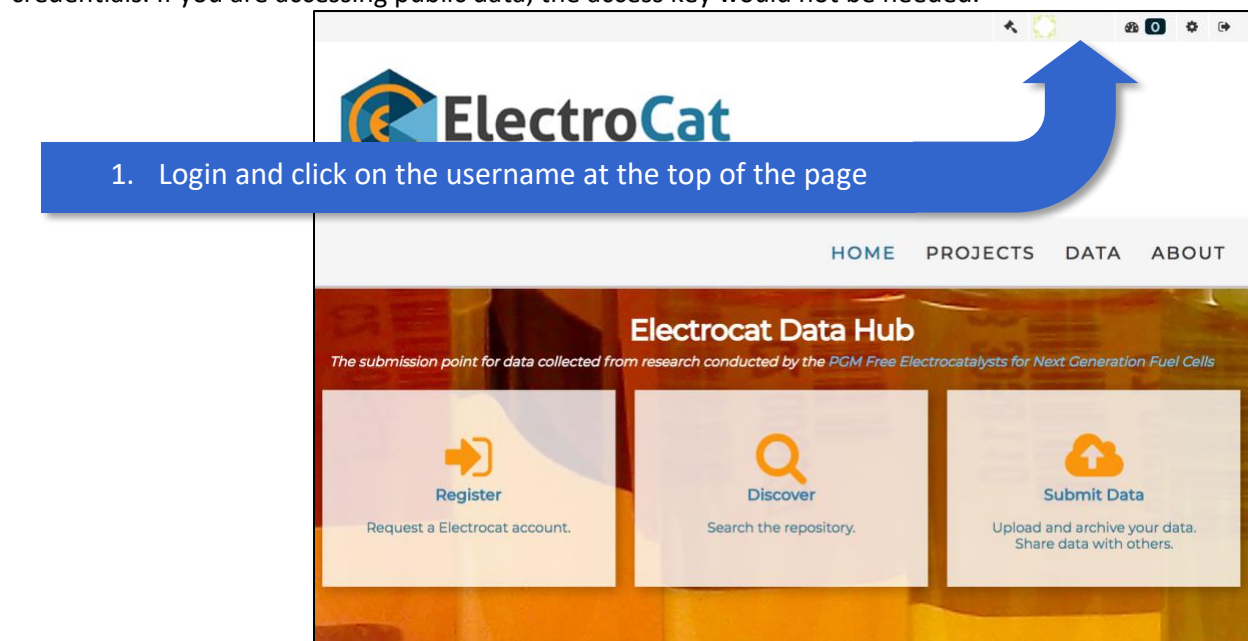 credentials. If you are accessing public data, the access key would not be needed.
0
ElectroCat
1. Login and click on the username at the top of the page
HOME PROJECTS DATA ABOUT
Electrocat Data Hub
The submission point for data collected from research conducted by the PGM Free Electrocatalysts for Next Generation Fuel Cells
Register
Request a Electrocat account.
Discover
Search the repository.
Submit Data
Upload and archive your data.
Share data with others.